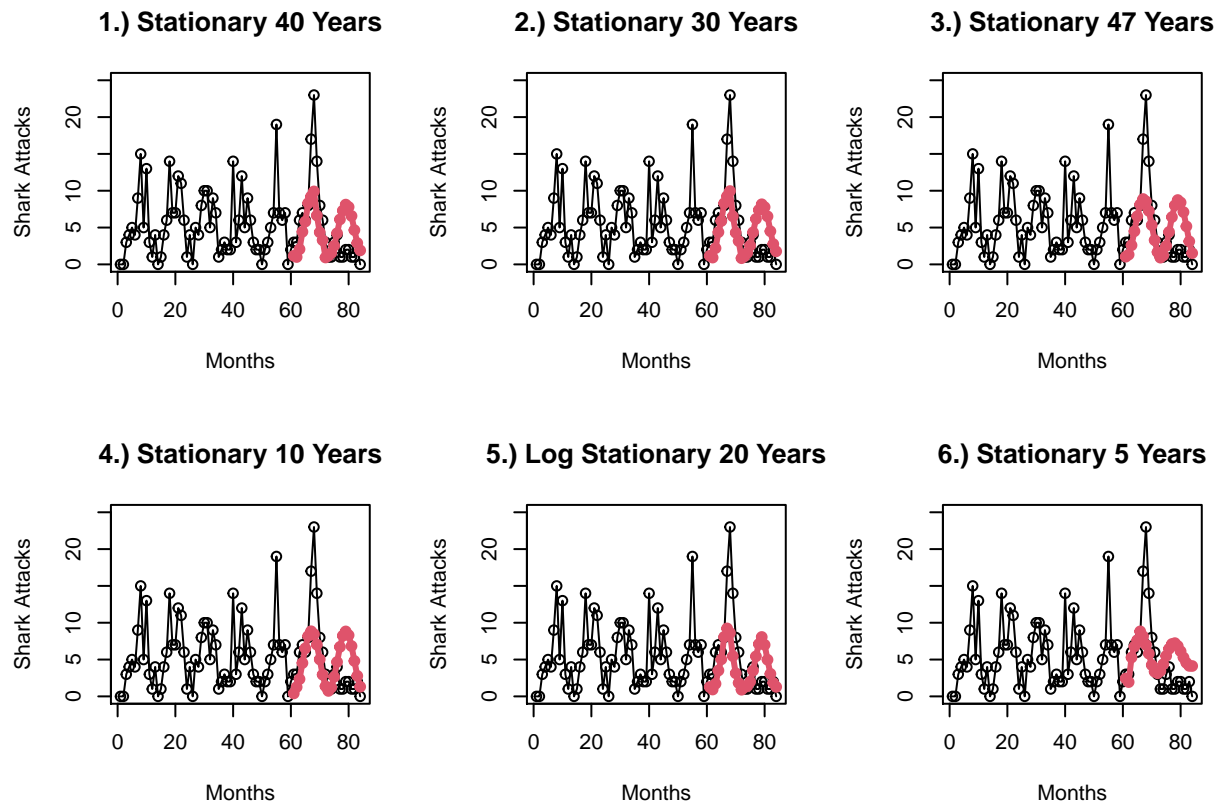 1.) Stationary 40 Years
2.) Stationary 30 Years
3.) Stationary 47 Years
Shark Attacks
0 5 10 20
0 20 40 60 80
Months
Shark Attacks
0 5 10 20
0 20 40 60 80
Months
Shark Attacks
0 5 10 20
0 20 40 60 80
Months
4.) Stationary 10 Years
5.) Log Stationary 20 Years
6.) Stationary 5 Years
Shark Attacks
0 5 10 20
0 20 40 60 80
Months
Shark Attacks
0 5 10 20
0 20 40 60 80
Months
Shark Attacks
0 5 10 20
0 20 40 60 80
Months